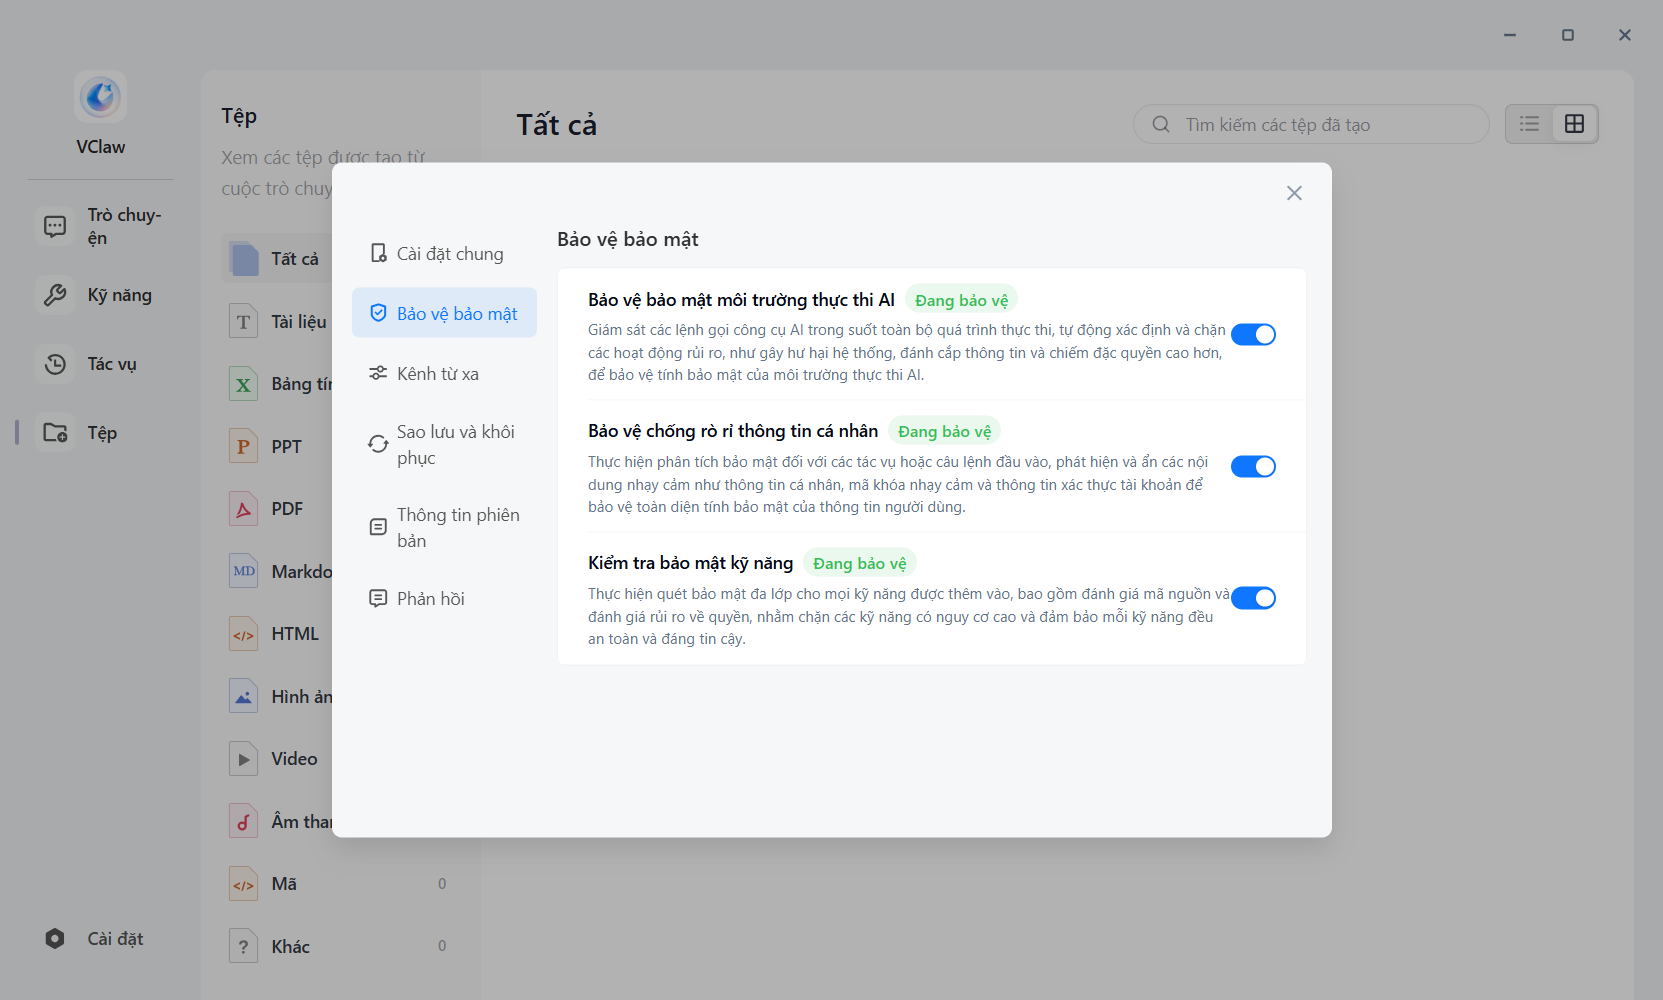 VClaw
Trò chuy-
ện
Kỹ năng
Tác vụ
Tệp
Cài đặt
Tệp
Xem các tệp được tạo từ
cuộc trò chuy
Tất cả
T
Tài liệu
X
Bảng tín
P
PPT
PDF
MD
Markdo
</>
HTML
Hình ản
Video
Âm than
</>
Mã
0
?
Khác
0
Tất cả
Tìm kiếm các tệp đã tạo
Cài đặt chung
Bảo vệ bảo mật
Kênh từ xa
Sao lưu và khôi
phục
Thông tin phiên
bản
Phản hồi
Bảo vệ bảo mật
Bảo vệ bảo mật môi trường thực thi AI Đang bảo vệ
Giám sát các lệnh gọi công cụ AI trong suốt toàn bộ quá trình thực thi, tự động xác định và chặn
các hoạt động rủi ro, như gây hư hại hệ thống, đánh cắp thông tin và chiếm đặc quyền cao hơn,
để bảo vệ tính bảo mật của môi trường thực thi AI.
Bảo vệ chống rò rỉ thông tin cá nhân Đang bảo vệ
Thực hiện phân tích bảo mật đối với các tác vụ hoặc câu lệnh đầu vào, phát hiện và ẩn các nội
dung nhạy cảm như thông tin cá nhân, mã khóa nhạy cảm và thông tin xác thực tài khoản để
bảo vệ toàn diện tính bảo mật của thông tin người dùng.
Kiểm tra bảo mật kỹ năng Đang bảo vệ
Thực hiện quét bảo mật đa lớp cho mọi kỹ năng được thêm vào, bao gồm đánh giá mã nguồn và
đánh giá rủi ro về quyền, nhằm chặn các kỹ năng có nguy cơ cao và đảm bảo mỗi kỹ năng đều
an toàn và đáng tin cậy.